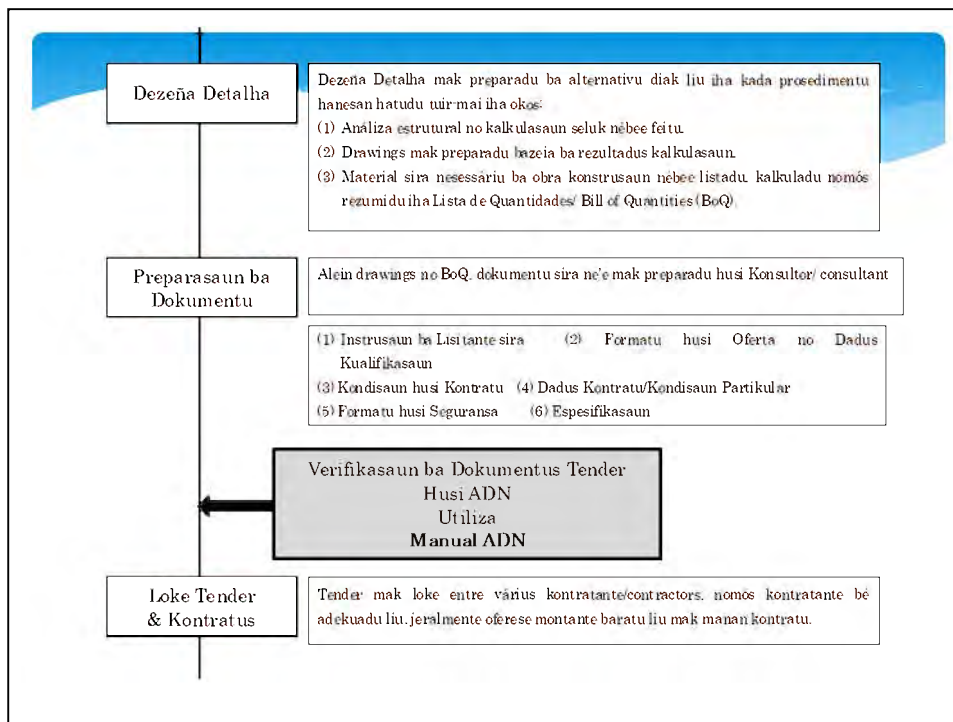 Dezeña Detalha
Dezeña Detalha mak preparadu ba alternativu diak liu iha kada prosedimentu
hanesan hatudu tuir-mai iha okos:
(1) Análiza estrutural no kalkulasaun seluk nebee feitu.
(2) Drawings mak preparadu bazeia ba rezultadus kalkulasaun.
(3) Material sira nesessáriu ba obra konstrusaun nebee listadu, kalkuladu nomós
rezumidu iha Lista de Quantidades/ Bill of Quantities (BoQ)
Preparasaun ba
Dokumentu
Alein drawings no BoQ, dokumentu sira ne'e mak preparadu husi Konsultor/ consultant
(1) Instrusaun ba Lisitante sira (2) Formatu husi Oferta no Dadus
Kualifikasaun
(3) Kondisaun husi Kontratu (4) Dadus Kontratu/Kondisaun Partikular
(5) Formatu husi Seguransa (6) Espesifikasaun
Verifikasaun ba Dokumentus Tender
Husi ADN
Utiliza
Manual ADN
Loke Tender
& Kontratus
Tender mak loke entre várius kontratante/contractors, nomós kontratante bé
adekuadu liu, jeralmente oferese montante baratu liu mak manan kontratu.